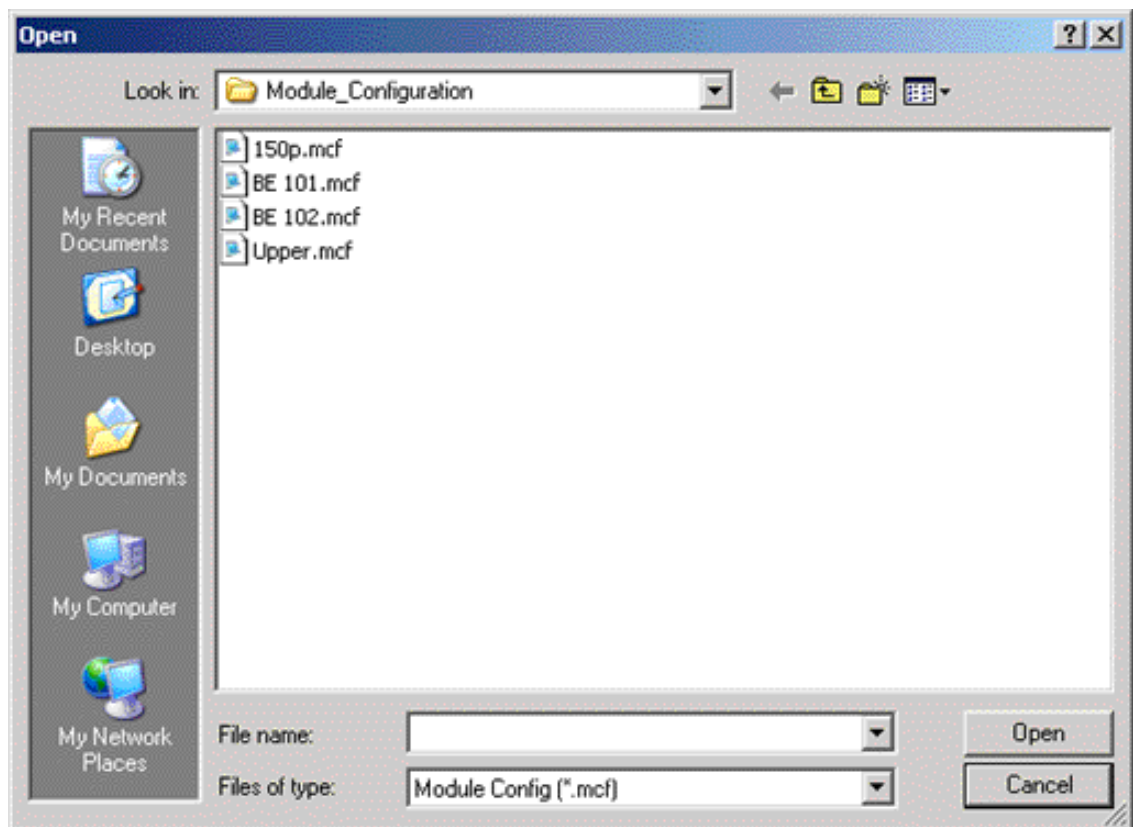 Open
Look in: Module_Configuration
150p.mcf
BE 101.mcf
BE 102.mcf
Upper.mcf
My Recent
Documents
Desktop
My Documents
My Computer
My Network
Places
File name:
Open
Files of type: Module Config (*.mcf)
Cancel